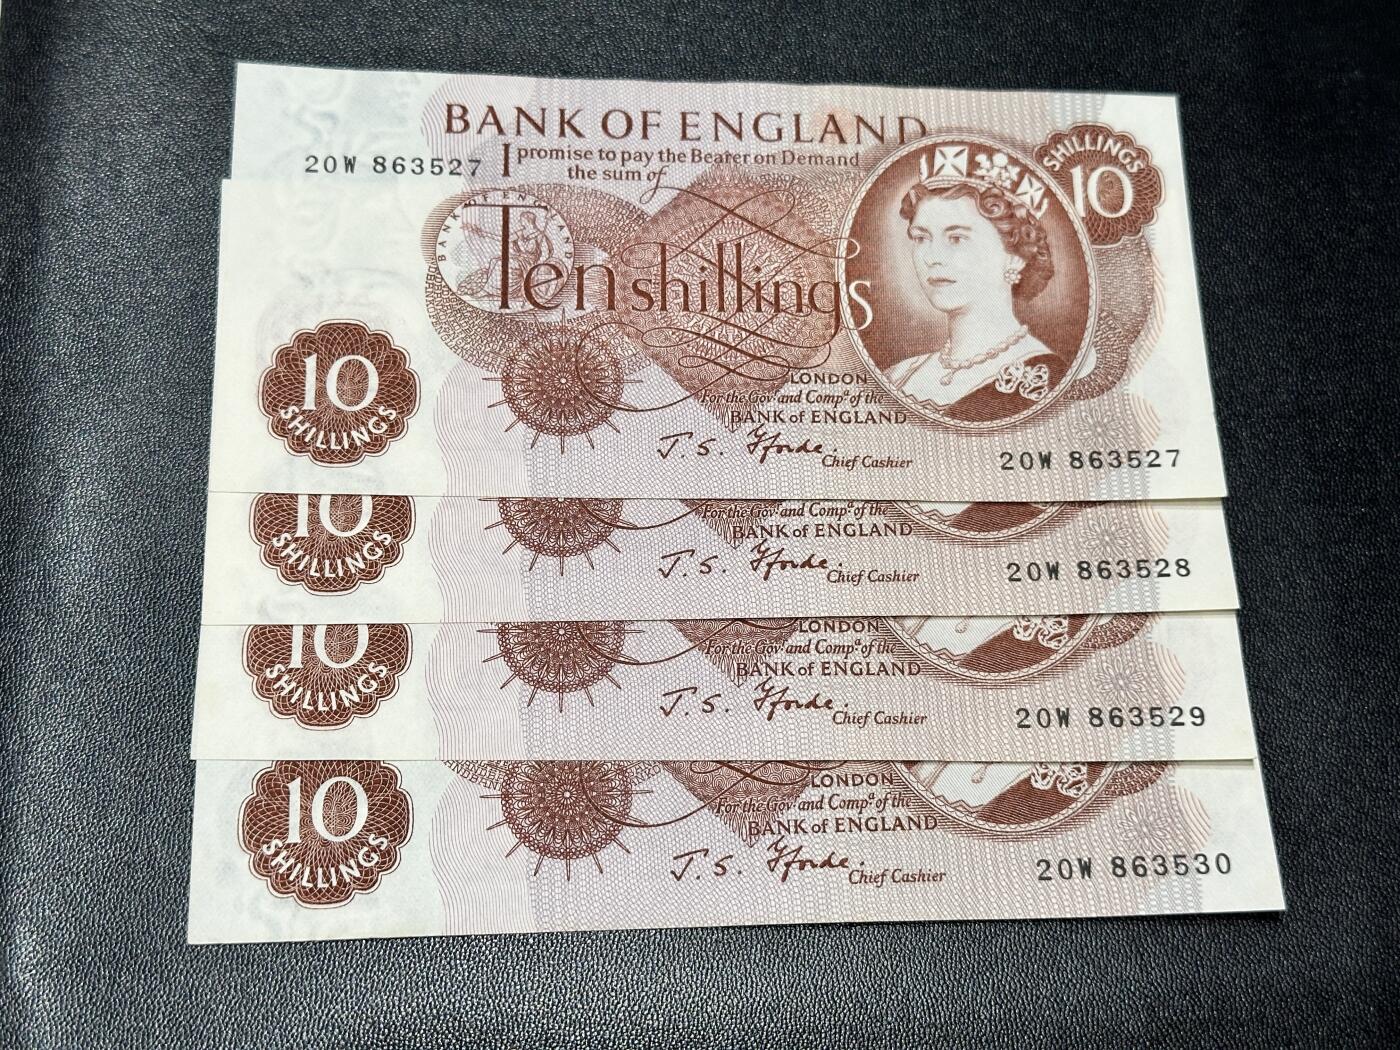 BANK OF ENGLAND
20W 863527
I promise to pay the Bearer on Demand
the sum of
SHILLINGS
10
BANK OF ENGLAND
Ten shillings
10
SHILLINGS
LONDON
For the Govr and Compa of the
BANK of ENGLAND
J. S. Fforde.
Chief Cashier
20W 863527
10
SHILLINGS
For the Govr and Compa of the
BANK of ENGLAND
J. S. Fforde.
Chief Cashier
20W 863528
10
SHILLINGS
LONDON
For the Govr and Compa of the
BANK of ENGLAND
J. S. Fforde.
Chief Cashier
20W 863529
10
SHILLINGS
LONDON
For the Govr and Compa of the
BANK of ENGLAND
J. S. Fforde.
Chief Cashier
20W 863530